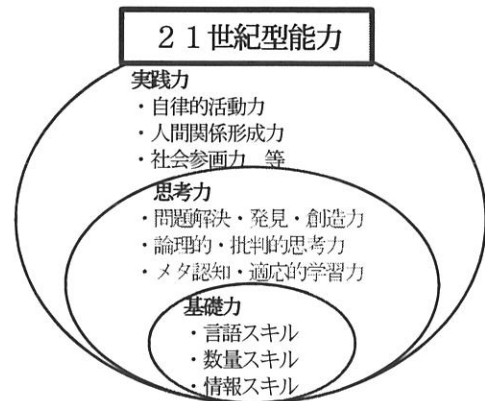 ２１世紀型能力
実践力
・自律的活動力
・人間関係形成力
・社会参画力　等
思考力
・問題解決・発見・創造力
・論理的・批判的思考力
・メタ認知・適応的学習力
基礎力
・言語スキル
・数量スキル
・情報スキル